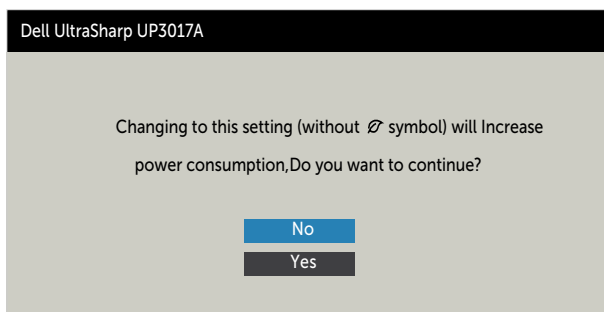 Dell UltraSharp UP3017A
Changing to this setting (without symbol) will Increase
power consumption,Do you want to continue?
No
Yes